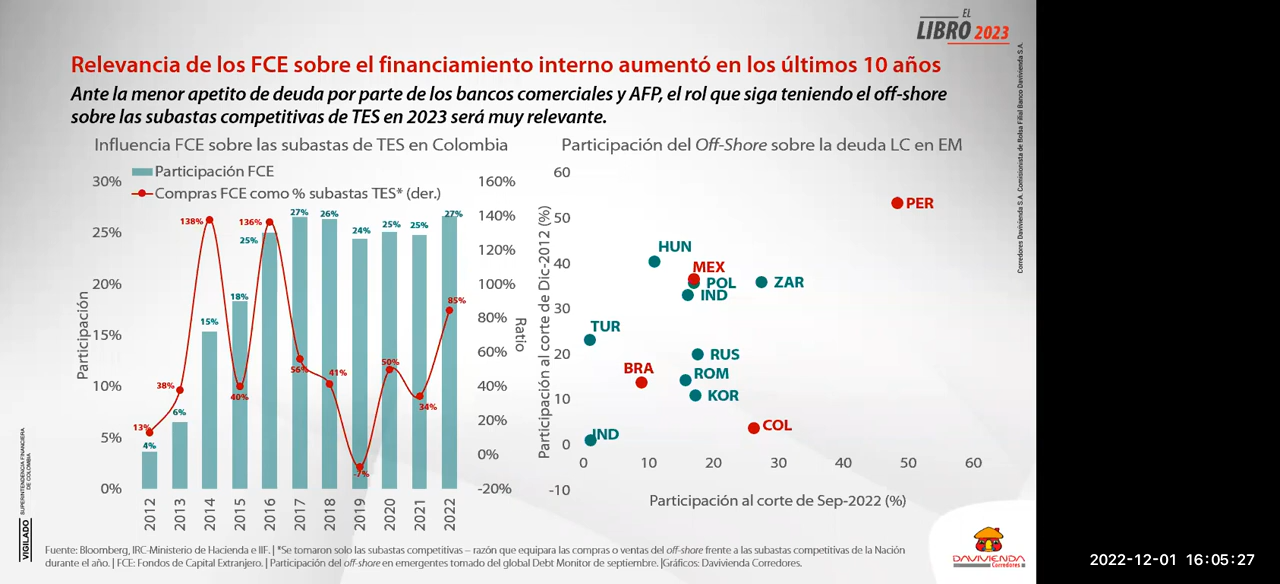 EL
LIBRO 2023
Relevancia de los FCE sobre el financiamiento interno aumentó en los últimos 10 años
Ante la menor apetito de deuda por parte de los bancos comerciales y AFP, el rol que siga teniendo el off-shore
sobre las subastas competitivas de TES en 2023 será muy relevante.
Influencia FCE sobre las subastas de TES en Colombia
Participación FCE
Compras FCE como % subastas TES* (der.)
30%
25%
20%
15%
10%
5%
0%
Participación
160%
140%
120%
100%
80%
60%
40%
20%
0%
-20%
Ratio
4%
6%
15%
18%
25%
27%
26%
24%
25%
25%
27%
13%
38%
138%
40%
136%
56%
41%
-7%
50%
34%
85%
2012
2013
2014
2015
2016
2017
2018
2019
2020
2021
2022
Participación del Off-Shore sobre la deuda LC en EM
Participación al corte de Dic-2012 (%)
60
50
40
30
20
10
0
-10
PER
HUN
MEX
POL
IND
ZAR
TUR
RUS
BRA
ROM
KOR
COL
IND
0 10 20 30 40 50 60
Participación al corte de Sep-2022 (%)
Corredores Davivienda S.A. Comisionista de Bolsa Filial Banco Davivienda S.A.
VIGILADO
SUPERINTENDENCIA FINANCIERA
DE COLOMBIA
Fuente: Bloomberg, IRC-Ministerio de Hacienda e IIF. | *Se tomaron solo las subastas competitivas – razón que equipara las compras o ventas del off-shore frente a las subastas competitivas de la Nación
durante el año. | FCE: Fondos de Capital Extranjero. | Participación del off-shore en emergentes tomado del global Debt Monitor de septiembre. |Gráficos: Davivienda Corredores.
DAVIVIENDA
Corredores
2022-12-01 16:05:27